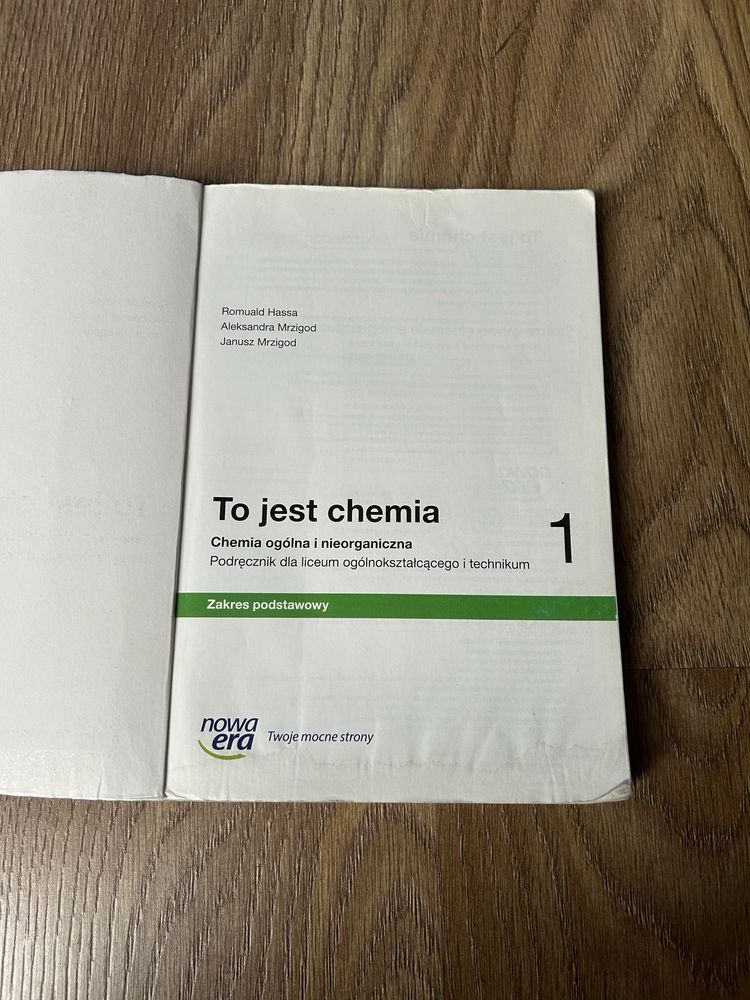 Romuald Hassa
Aleksandra Mrzigod
Janusz Mrzigod
To jest chemia
1
Chemia ogólna i nieorganiczna
Podręcznik dla liceum ogólnokształcącego i technikum
Zakres podstawowy
nowa
era
Twoje mocne strony